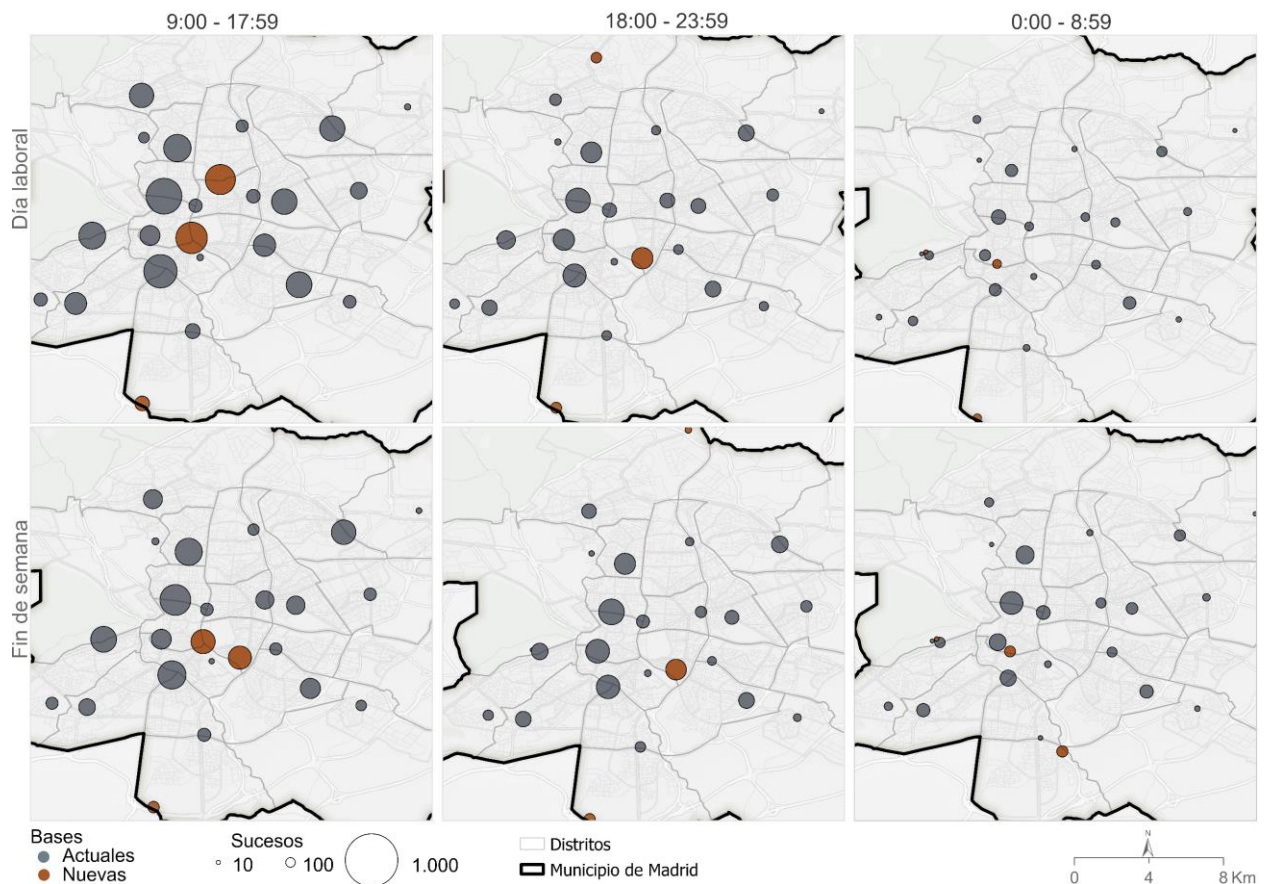 9:00 - 17:59
18:00 - 23:59
0:00 - 8:59
Día laboral
Fin de semana
Bases
Actuales
Nuevas
Sucesos
10
100
1.000
Distritos
Municipio de Madrid
N
0
4
8 Km